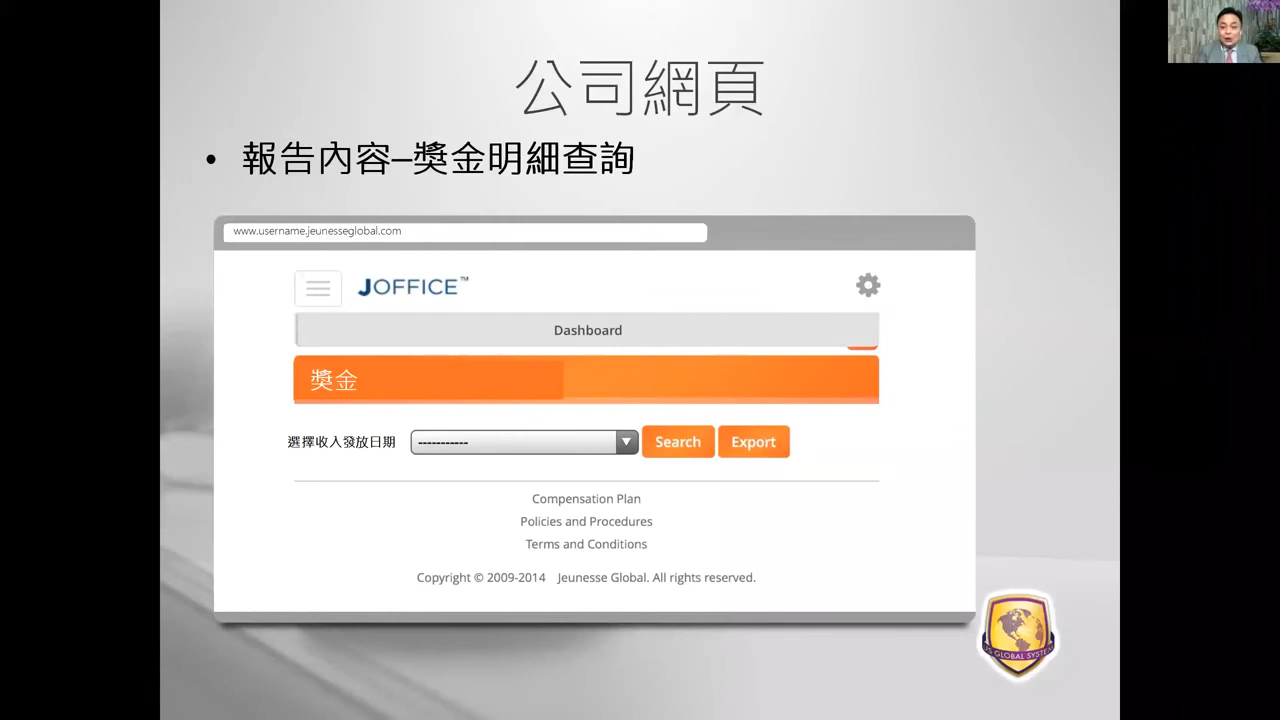 公司網頁
• 報告內容–獎金明細查詢
www.username.jeunesseglobal.com
JOFFICE™
Dashboard
獎金
選擇收入發放日期 ----------- Search Export
Compensation Plan
Policies and Procedures
Terms and Conditions
Copyright © 2009-2014 Jeunesse Global. All rights reserved.
GLOBAL SYSTEM